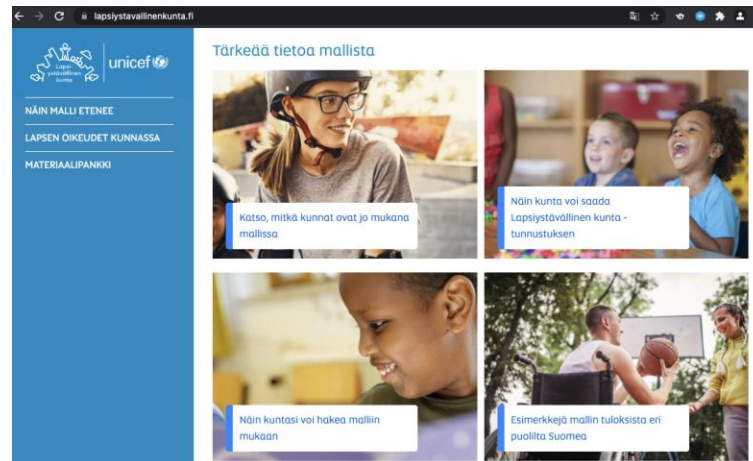 lapsiystavallinenkunta.fi
Lapsi-
ystävällinen
kunta
unicef
NÄIN MALLI ETENEE
LAPSEN OIKEUDET KUNNASSA
MATERIAALIPANKKI
Tärkeää tietoa mallista
Katso, mitkä kunnat ovat jo mukana
mallissa
Näin kunta voi saada
Lapsiystävällinen kunta -
tunnustuksen
Näin kuntasi voi hakea malliin
mukaan
Esimerkkejä mallin tuloksista eri
puolilta Suomea